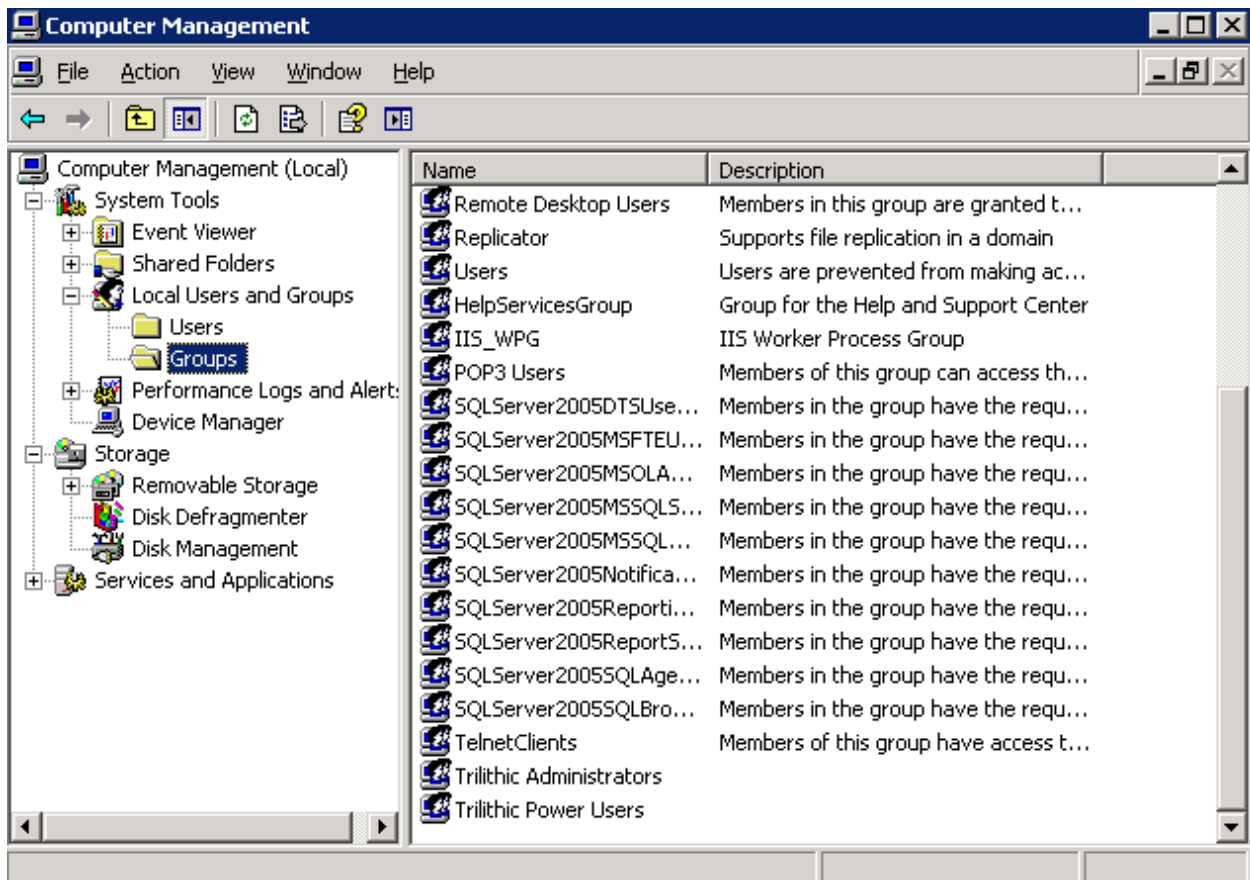 Computer Management
File Action View Window Help
Computer Management (Local)
System Tools
Event Viewer
Shared Folders
Local Users and Groups
Users
Groups
Performance Logs and Alert
Device Manager
Storage
Removable Storage
Disk Defragmenter
Disk Management
Services and Applications
Name Description
Remote Desktop Users Members in this group are granted t...
Replicator Supports file replication in a domain
Users Users are prevented from making ac...
HelpServicesGroup Group for the Help and Support Center
IIS_WPG IIS Worker Process Group
POP3 Users Members of this group can access th...
SQLServer2005DTSUse... Members in the group have the requ...
SQLServer2005MSFTEU... Members in the group have the requ...
SQLServer2005MSOLA... Members in the group have the requ...
SQLServer2005MSSQLS... Members in the group have the requ...
SQLServer2005MSSQL... Members in the group have the requ...
SQLServer2005Notifica... Members in the group have the requ...
SQLServer2005Reporti... Members in the group have the requ...
SQLServer2005ReportS... Members in the group have the requ...
SQLServer2005SQLAge... Members in the group have the requ...
SQLServer2005SQLBro... Members in the group have the requ...
TelnetClients Members of this group have access t...
Trilithic Administrators
Trilithic Power Users